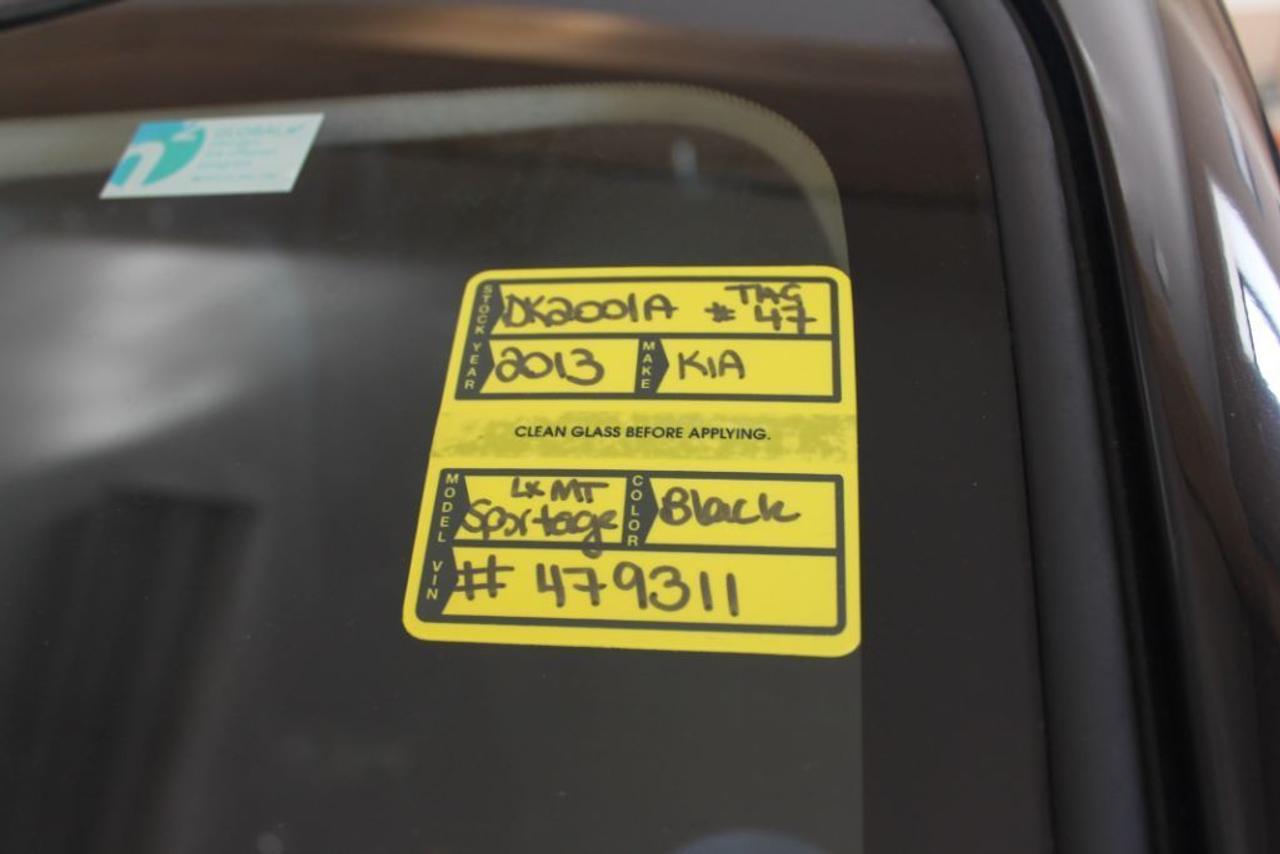 GLOBAL
STOCK DK2001A # TAG 47
YEAR 2013 MAKE KIA
CLEAN GLASS BEFORE APPLYING.
MODEL LX MT Sportage COLOR Black
VIN # 479311